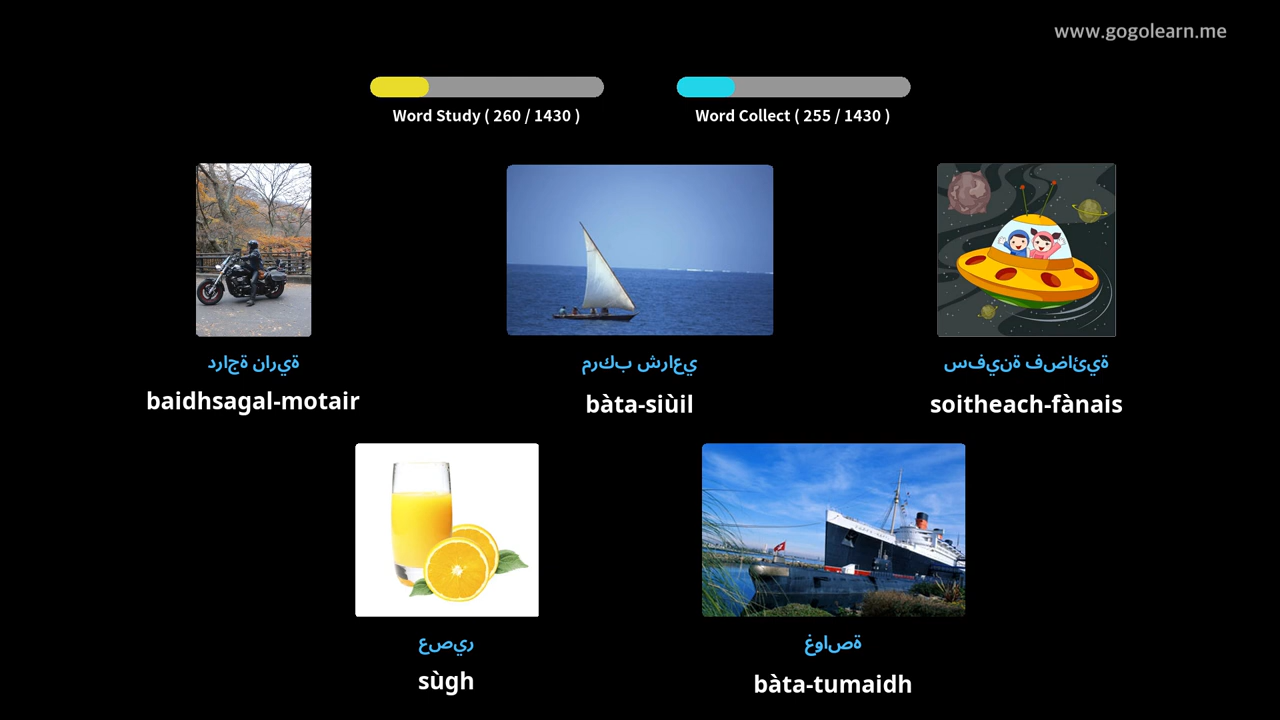 www.gogolearn.me
Word Study ( 260 / 1430 )
Word Collect ( 255 / 1430 )
دراجة نارية
مركب شراعي
سفينة فضائية
baidhsagal-motair
bàta-siùil
soitheach-fànais
عصير
غواصة
sùgh
bàta-tumaidh